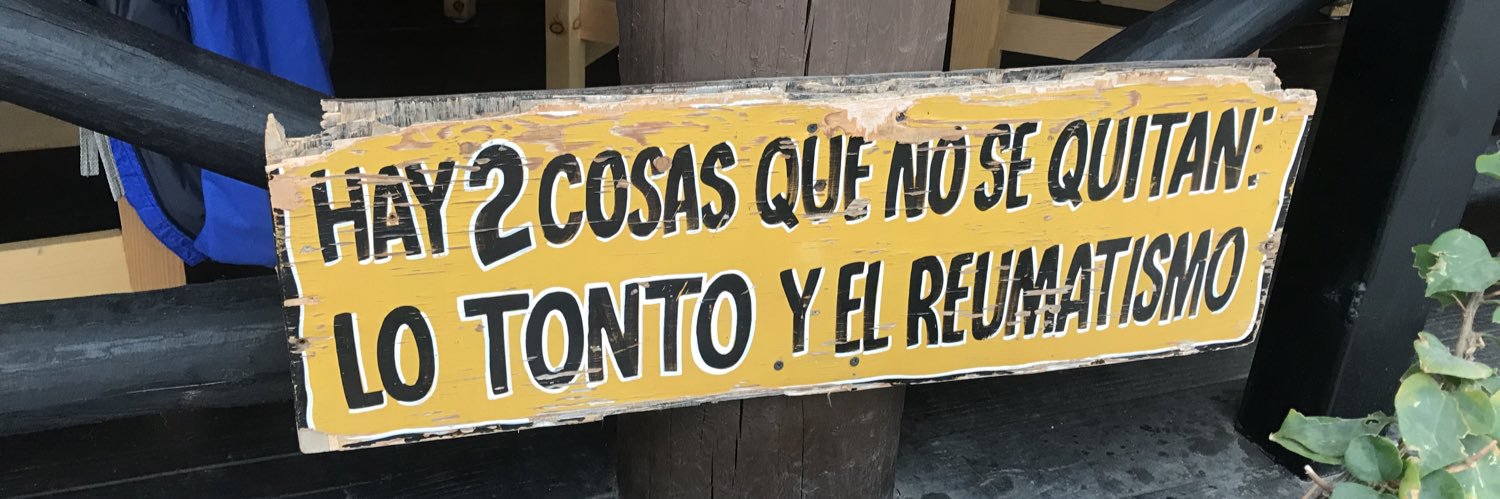 HAY 2 COSAS QUE NO SE QUITAN:
LO TONTO Y EL REUMATISMO